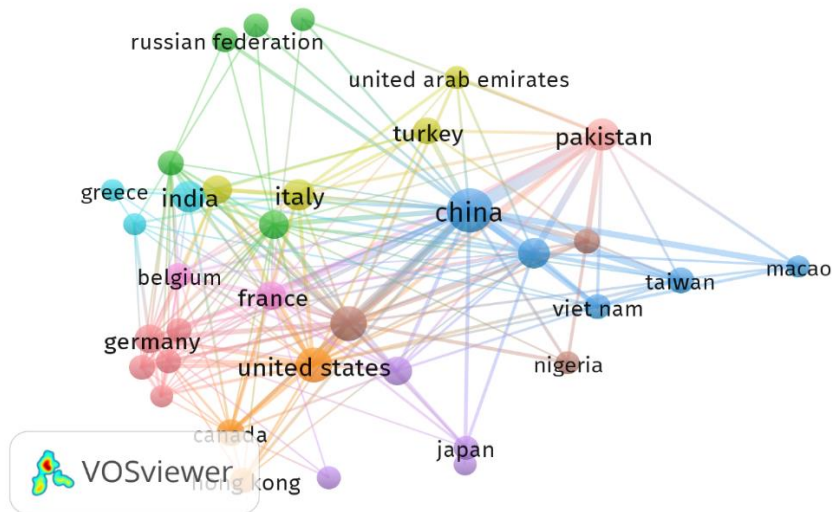 russian federation
united arab emirates
turkey
pakistan
greece
india
italy
china
belgium
france
taiwan
macao
viet nam
germany
united states
nigeria
canada
japan
VOSviewer
hong kong